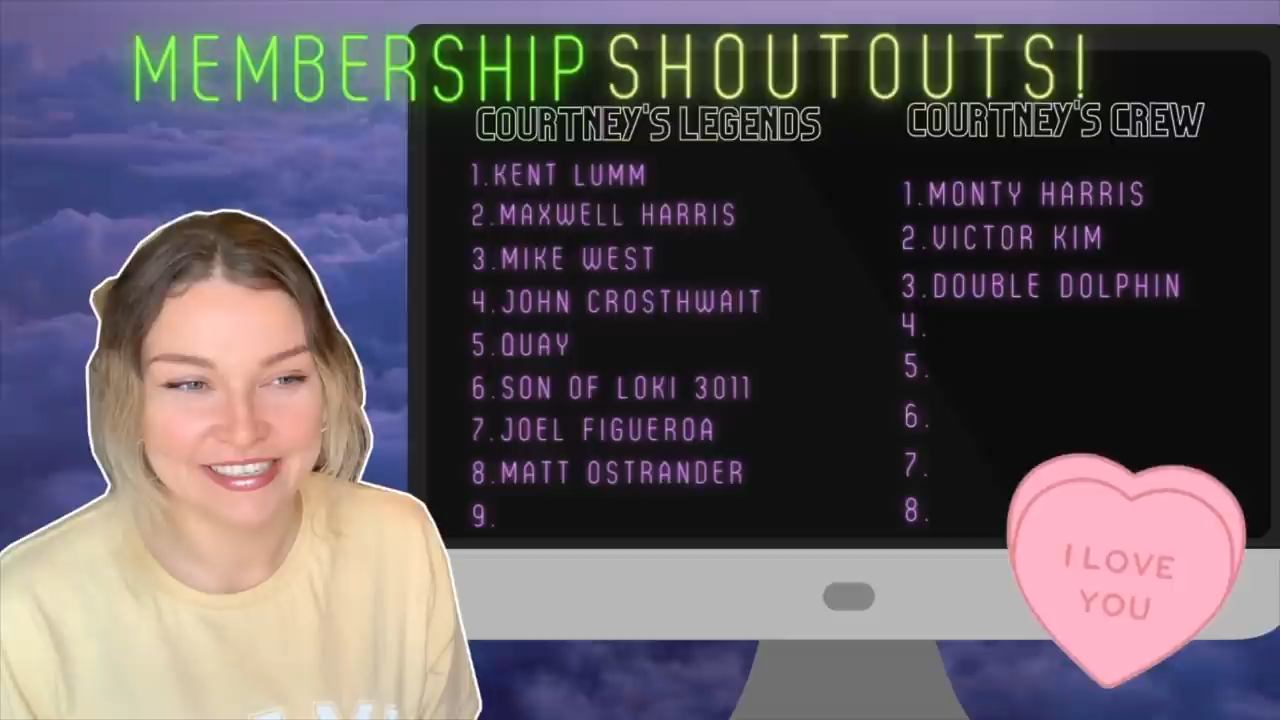 MEMBERSHIP SHOUTOUTS!
COURTNEY'S LEGENDS
1.KENT LUMM
2.MAXWELL HARRIS
3.MIKE WEST
4.JOHN CROSTHWAIT
5.QUAY
6.SON OF LOKI 3011
7.JOEL FIGUEROA
8.MATT OSTRANDER
9.
COURTNEY'S CREW
1.MONTY HARRIS
2.VICTOR KIM
3.DOUBLE DOLPHIN
4.
5.
6.
7.
8.
I LOVE
YOU